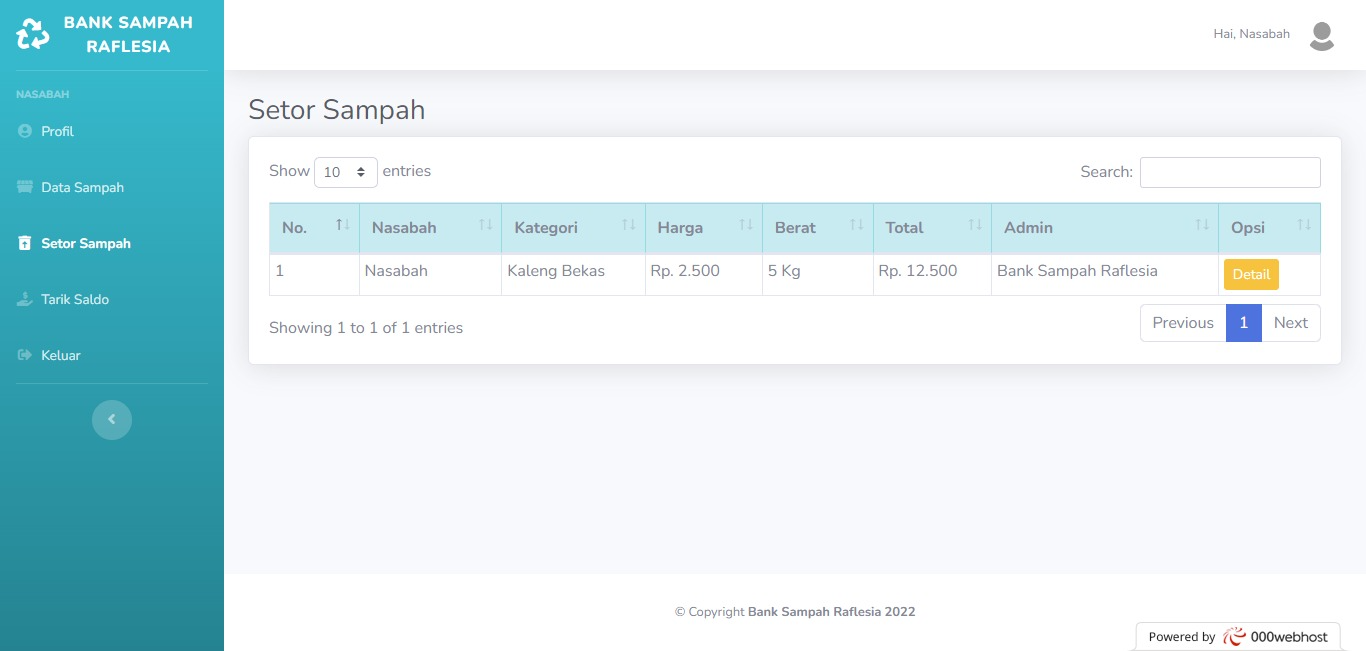 BANK SAMPAH
RAFLESIA
Hai, Nasabah
NASABAH
Profil
Data Sampah
Setor Sampah
Tarik Saldo
Keluar
Setor Sampah
Show 10 entries
Search:
No. Nasabah Kategori Harga Berat Total Admin Opsi
1 Nasabah Kaleng Bekas Rp. 2.500 5 Kg Rp. 12.500 Bank Sampah Raflesia Detail
Showing 1 to 1 of 1 entries
Previous 1 Next
© Copyright Bank Sampah Raflesia 2022
Powered by 000webhost